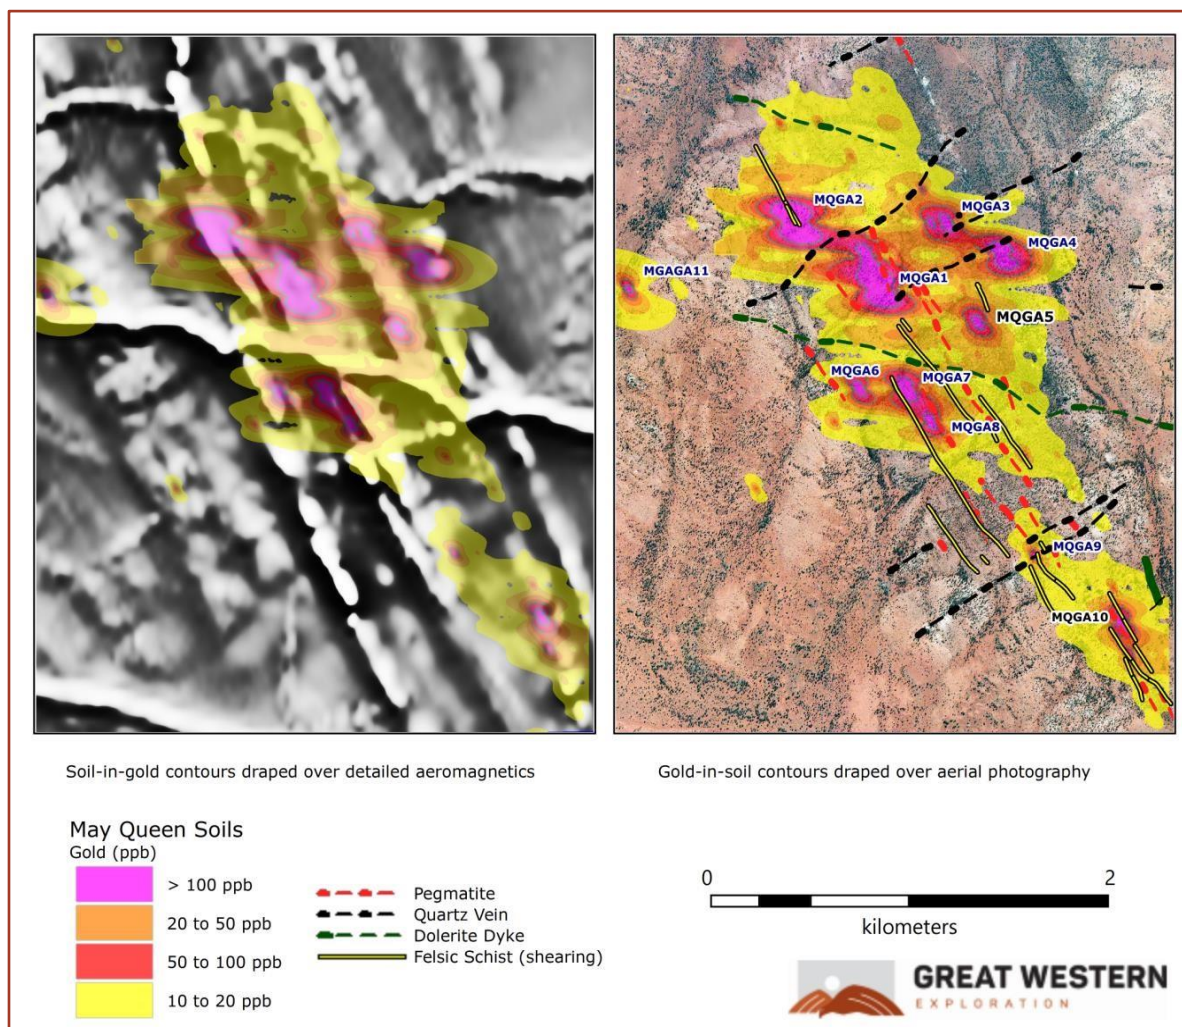 MQGA2
MQGA3
MQGA4
MGAGA11
MQGA1
MQGA5
MQGA6
MQGA7
MQGA8
MQGA9
MQGA10
Soil-in-gold contours draped over detailed aeromagnetics
Gold-in-soil contours draped over aerial photography
May Queen Soils
Gold (ppb)
> 100 ppb
20 to 50 ppb
50 to 100 ppb
10 to 20 ppb
Pegmatite
Quartz Vein
Dolerite Dyke
Felsic Schist (shearing)
0 2
kilometers
GREAT WESTERN
EXPLORATION